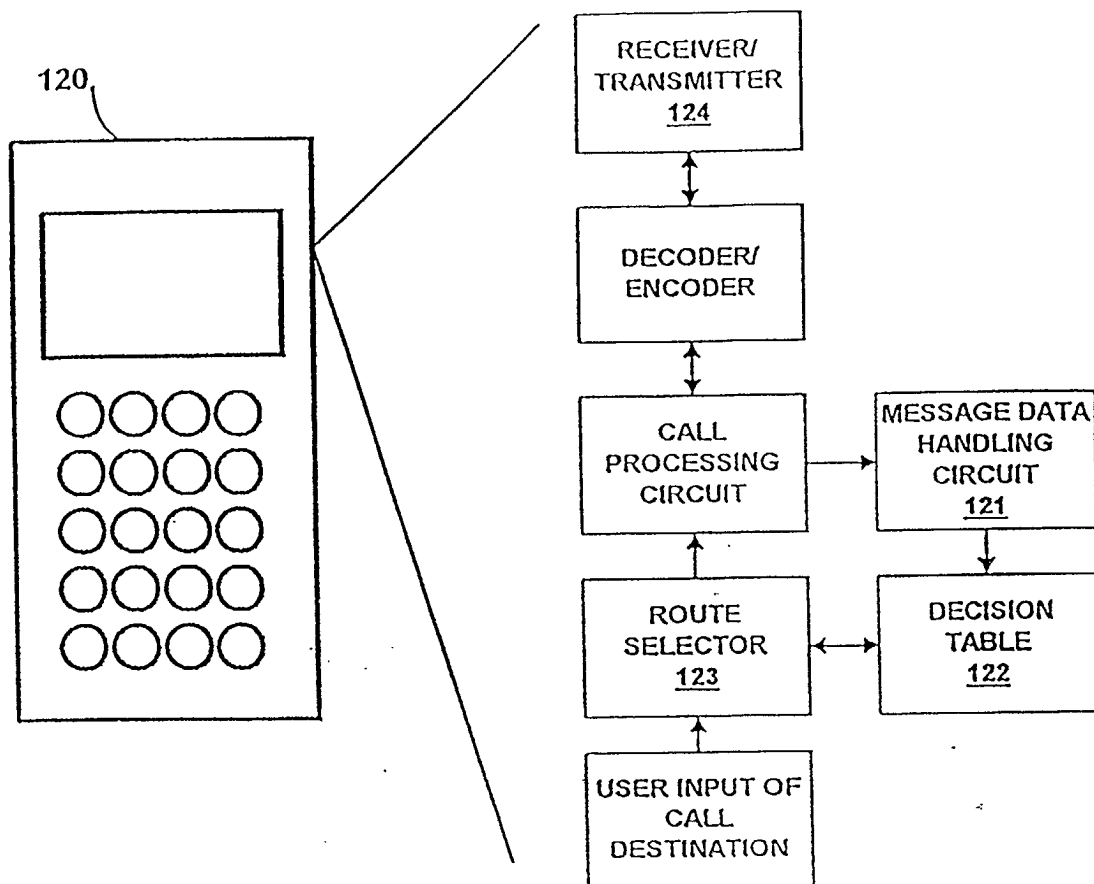 120
RECEIVER/
TRANSMITTER
124
DECODER/
ENCODER
CALL
PROCESSING
CIRCUIT
MESSAGE DATA
HANDLING
CIRCUIT
121
ROUTE
SELECTOR
123
DECISION
TABLE
122
USER INPUT OF
CALL
DESTINATION